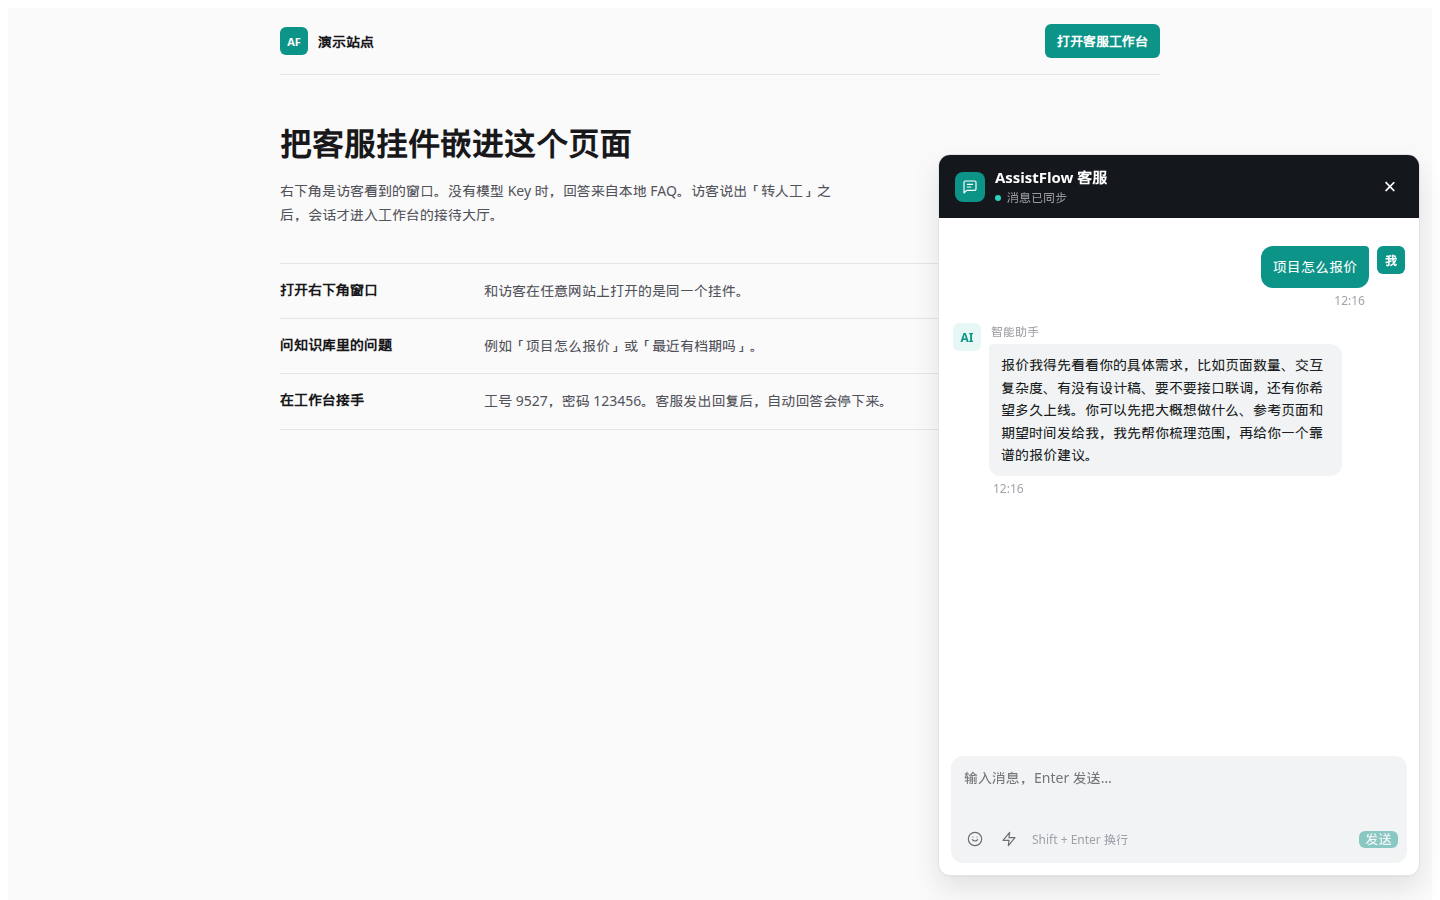 AF 演示站点
打开客服工作台
把客服挂件嵌进这个页面
右下角是访客看到的窗口。没有模型 Key 时，回答来自本地 FAQ。访客说出「转人工」之
后，会话才进入工作台的接待大厅。
打开右下角窗口
和访客在任意网站上打开的是同一个挂件。
问知识库里的问题
例如「项目怎么报价」或「最近有档期吗」。
在工作台接手
工号 9527，密码 123456。客服发出回复后，自动回答会停下来。
AssistFlow 客服
消息已同步
项目怎么报价
我
12:16
AI
智能助手
报价我得先看看你的具体需求，比如页面数量、交互
复杂度、有没有设计稿、要不要接口联调，还有你希
望多久上线。你可以先把大概想做什么、参考页面和
期望时间发给我，我先帮你梳理范围，再给你一个靠
谱的报价建议。
12:16
输入消息，Enter 发送...
Shift + Enter 换行
发送